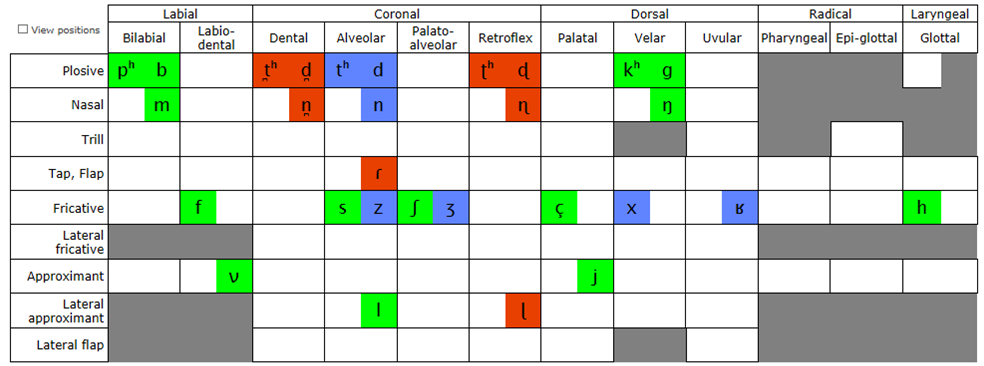 Labial Coronal Dorsal Radical Laryngeal
View positions
Bilabial Labio-dental Dental Alveolar Palato-alveolar Retroflex Palatal Velar Uvular Pharyngeal Epi-glottal Glottal
Plosive pʰ b t̪ʰ d̪ tʰ d ʈʰ ɖ kʰ ɡ
Nasal m n̪ n ɳ ŋ
Trill
Tap, Flap ɾ
Fricative f s z ʃ ʒ ç x ʁ h
Lateral fricative
Approximant ʋ j
Lateral approximant l ɭ
Lateral flap